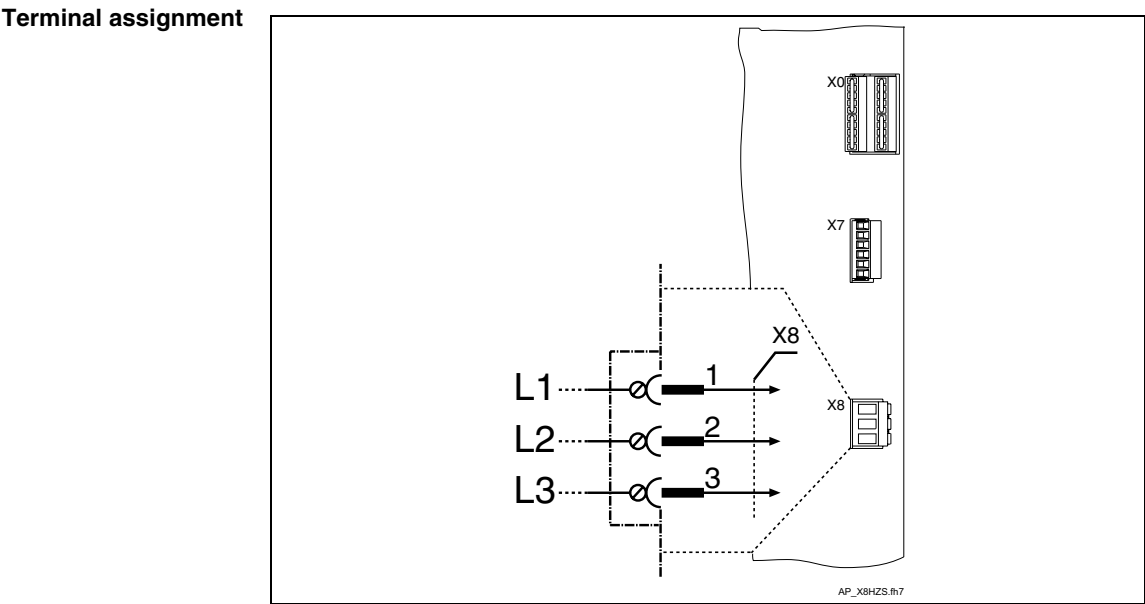 Terminal assignment
X0
X7
X8
L1 1
X8
L2 2
L3 3
AP_X8HZS.fh7